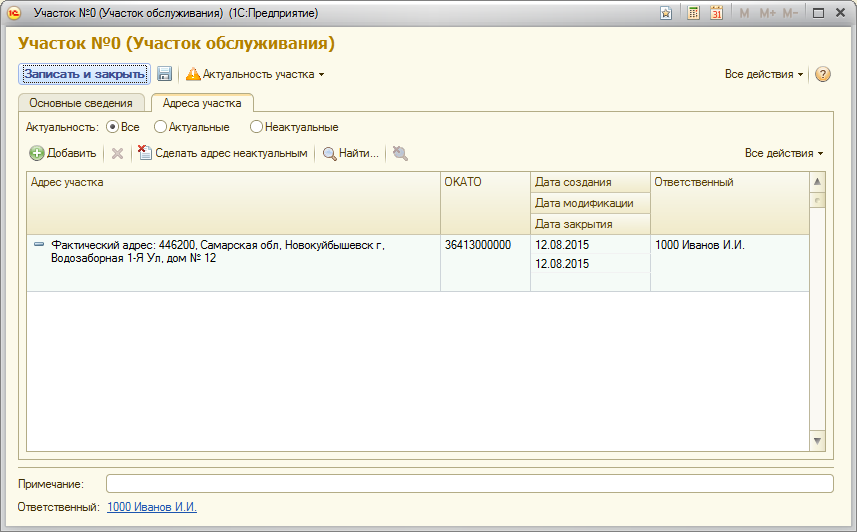 Участок №0 (Участок обслуживания) (1С:Предприятие)
31 M M+ M-
Участок №0 (Участок обслуживания)
Записать и закрыть Актуальность участка Все действия ?
Основные сведения Адреса участка
Актуальность: Все Актуальные Неактуальные
Добавить Сделать адрес неактуальным Найти... Все действия
Адрес участка ОКАТО Дата создания Ответственный
Дата модификации
Дата закрытия
Фактический адрес: 446200, Самарская обл, Новокуйбышевск г, 36413000000 12.08.2015 1000 Иванов И.И.
Водозаборная 1-Я Ул, дом № 12 12.08.2015
Примечание:
Ответственный: 1000 Иванов И.И.